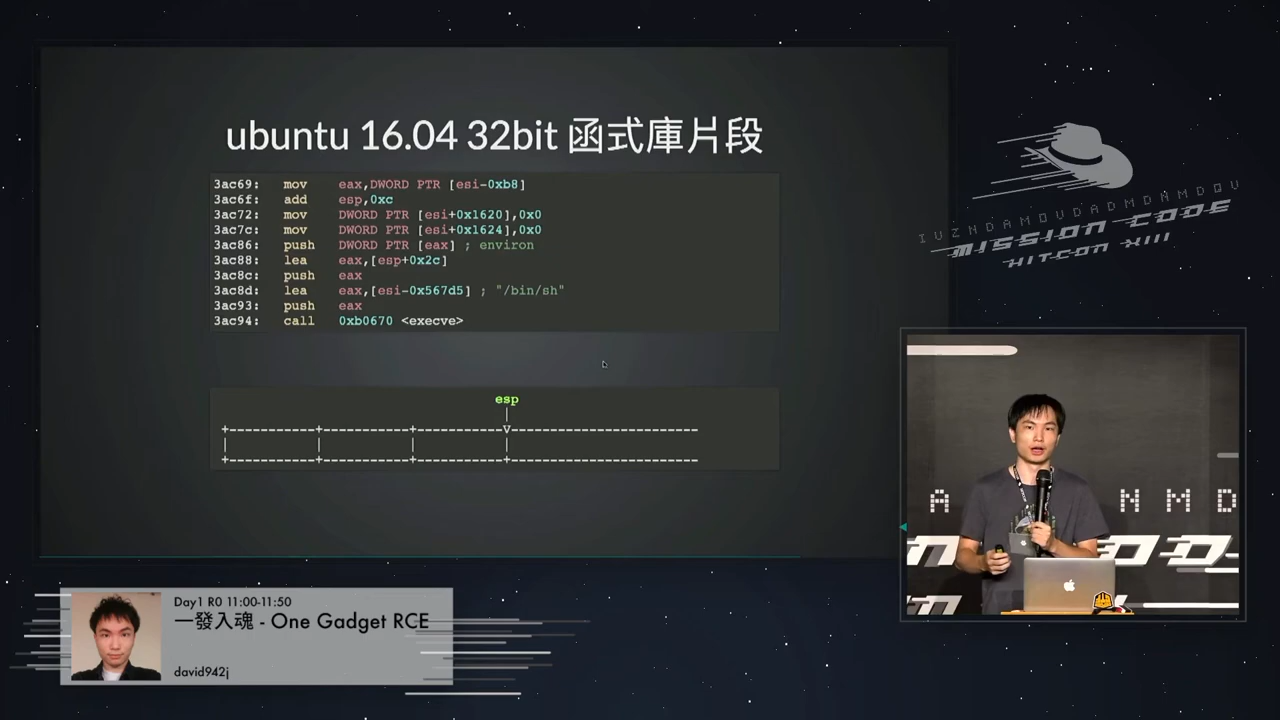 ubuntu 16.04 32bit 函式庫片段
3ac69: mov eax,DWORD PTR [esi-0xb8]
3ac6f: add esp,0xc
3ac72: mov DWORD PTR [esi+0x1620],0x0
3ac7c: mov DWORD PTR [esi+0x1624],0x0
3ac86: push DWORD PTR [eax] ; environ
3ac88: lea eax,[esp+0x2c]
3ac8c: push eax
3ac8d: lea eax,[esi-0x567d5] ; "/bin/sh"
3ac93: push eax
3ac94: call 0xb0670 <execve>
esp
IVZNDAMOVDADMDNMDQV
MISSION CODE
HITCON XIII
A NMD
Day1 R0 11:00-11:50
一發入魂 - One Gadget RCE
david942j